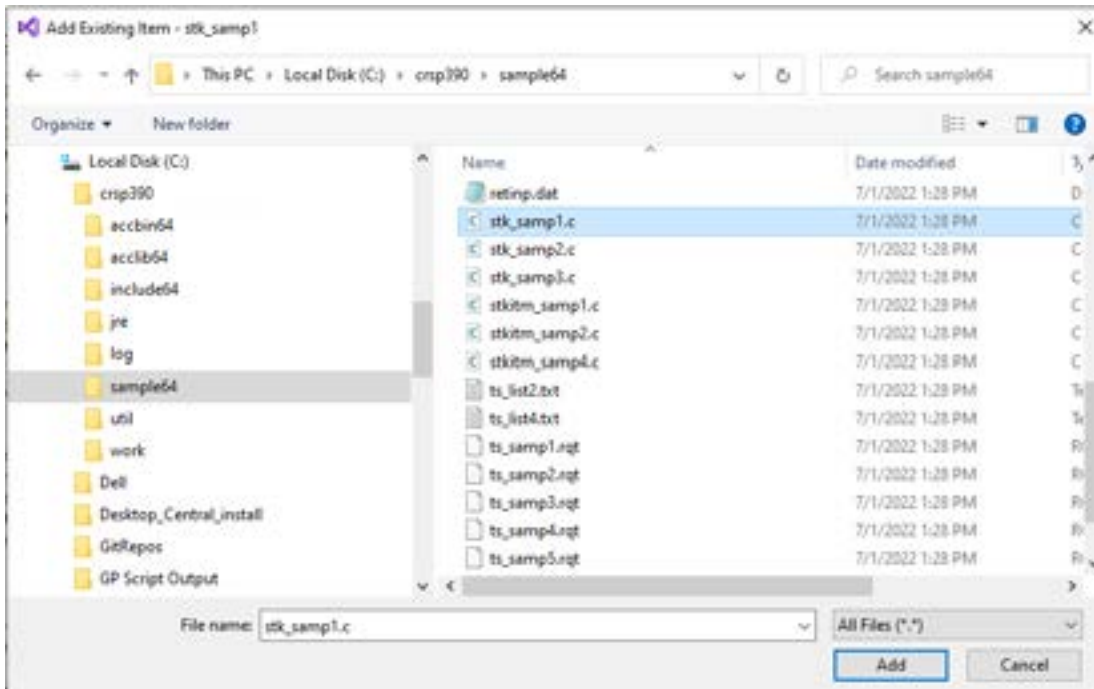 Add Existing Item - stk_samp1
This PC › Local Disk (C:) › crsp390 › sample64
Search sample64
Organize
New folder
Local Disk (C:)
crsp390
accbin64
acclib64
include64
jre
log
sample64
util
work
Dell
Desktop_Central_install
GitRepos
GP Script Output
Name Date modified
retinp.dat 7/1/2022 1:28 PM D
stk_samp1.c 7/1/2022 1:28 PM C
stk_samp2.c 7/1/2022 1:28 PM C
stk_samp3.c 7/1/2022 1:28 PM C
stkitm_samp1.c 7/1/2022 1:28 PM C
stkitm_samp2.c 7/1/2022 1:28 PM C
stkitm_samp4.c 7/1/2022 1:28 PM C
ts_list2.txt 7/1/2022 1:28 PM
ts_list4.txt 7/1/2022 1:28 PM
ts_samp1.rqt 7/1/2022 1:28 PM
ts_samp2.rqt 7/1/2022 1:28 PM
ts_samp3.rqt 7/1/2022 1:28 PM
ts_samp4.rqt 7/1/2022 1:28 PM
ts_samp5.rqt 7/1/2022 1:28 PM
File name: stk_samp1.c
All Files (*.*)
Add
Cancel